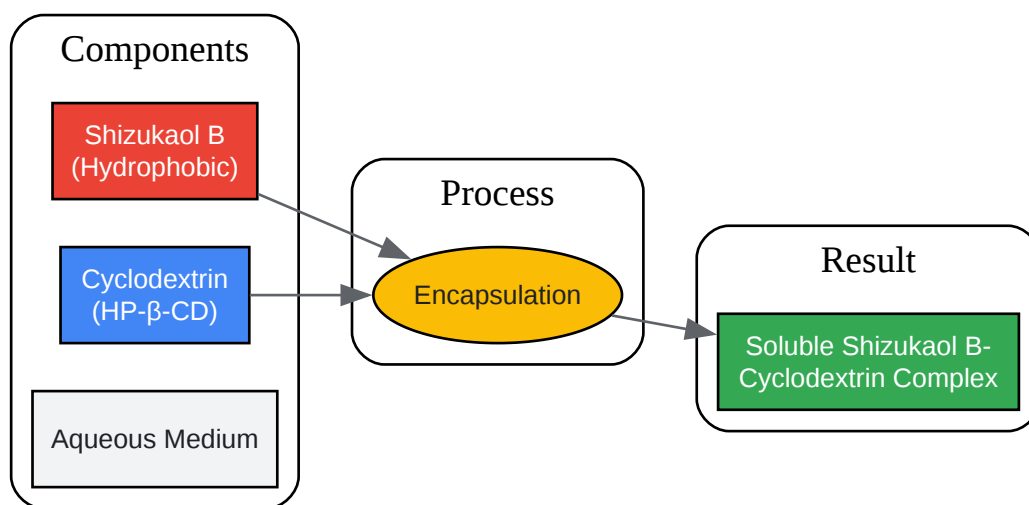 Components
Shizukaol B
(Hydrophobic)
Cyclodextrin
(HP-β-CD)
Aqueous Medium
Process
Encapsulation
Result
Soluble Shizukaol B-
Cyclodextrin Complex